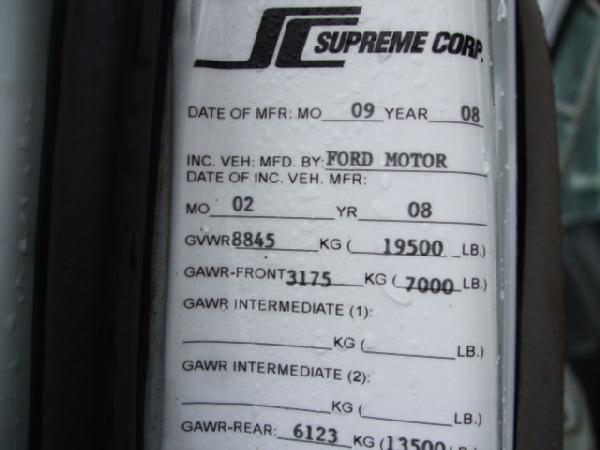 SC SUPREME CORP.
DATE OF MFR: MO 09 YEAR 08
INC. VEH: MFD. BY: FORD MOTOR
DATE OF INC. VEH. MFR:
MO 02 YR 08
GVWR 8845 KG ( 19500 LB.)
GAWR-FRONT 3175 KG ( 7000 LB.)
GAWR INTERMEDIATE (1):
KG ( LB.)
GAWR INTERMEDIATE (2):
KG ( LB.)
GAWR-REAR: 6123 KG ( 13500 LB.)